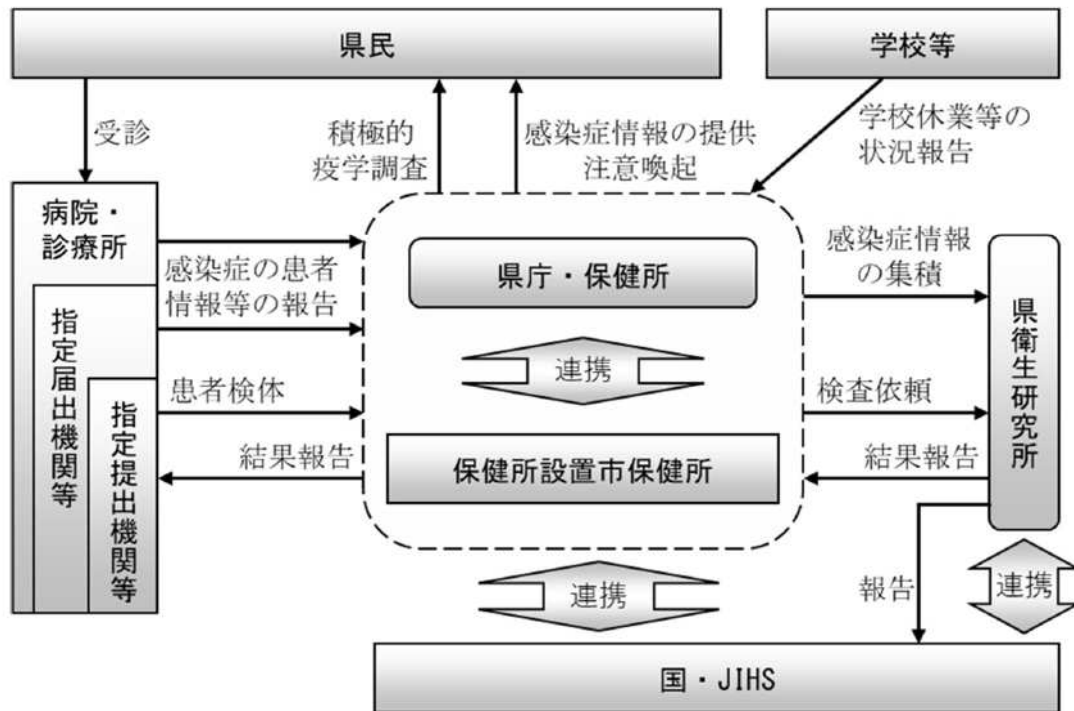 県民
学校等
受診
積極的
疫学調査
感染症情報の提供
注意喚起
学校休業等の
状況報告
病院・
診療所
感染症の患者
情報等の報告
県庁・保健所
感染症情報
の集積
県衛生研究所
指定届出機関等
連携
患者検体
検査依頼
指定提出機関等
結果報告
保健所設置市保健所
結果報告
連携
報告
連携
国・JIHS